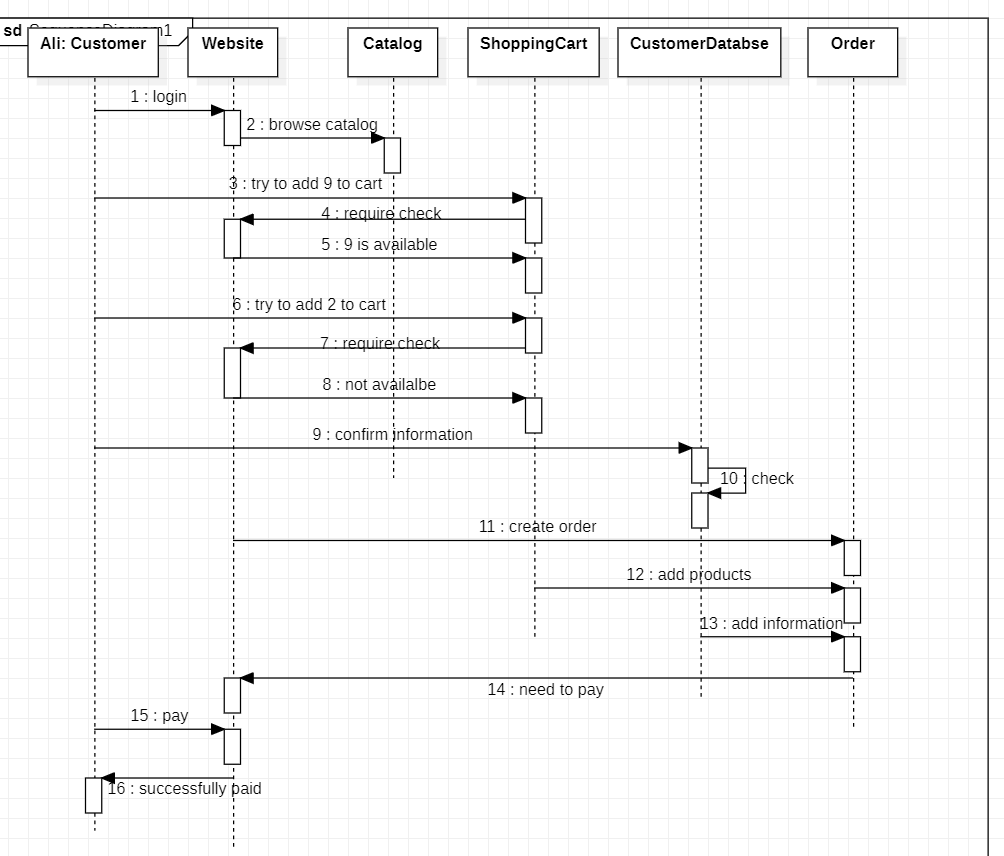 sd SequenceDiagram1
Ali: Customer
Website
Catalog
ShoppingCart
CustomerDatabse
Order
1 : login
2 : browse catalog
3 : try to add 9 to cart
4 : require check
5 : 9 is available
6 : try to add 2 to cart
7 : require check
8 : not availalbe
9 : confirm information
10 : check
11 : create order
12 : add products
13 : add information
14 : need to pay
15 : pay
16 : successfully paid